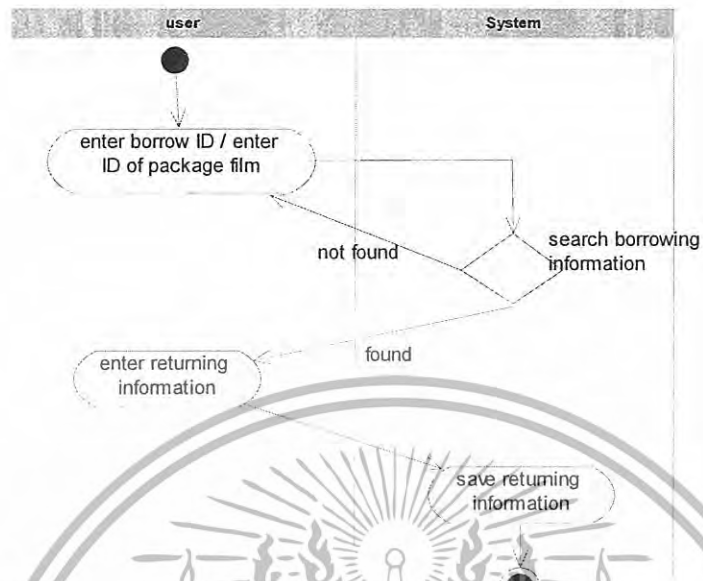 user
System
enter borrow ID / enter
ID of package film
search borrowing
information
not found
found
enter returning
information
save returning
information